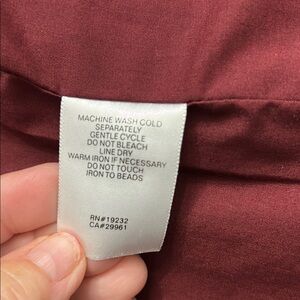 MACHINE WASH COLD
SEPARATELY
GENTLE CYCLE
DO NOT BLEACH
LINE DRY
WARM IRON IF NECESSARY
DO NOT TOUCH
IRON TO BEADS
RN#19232
CA#29961